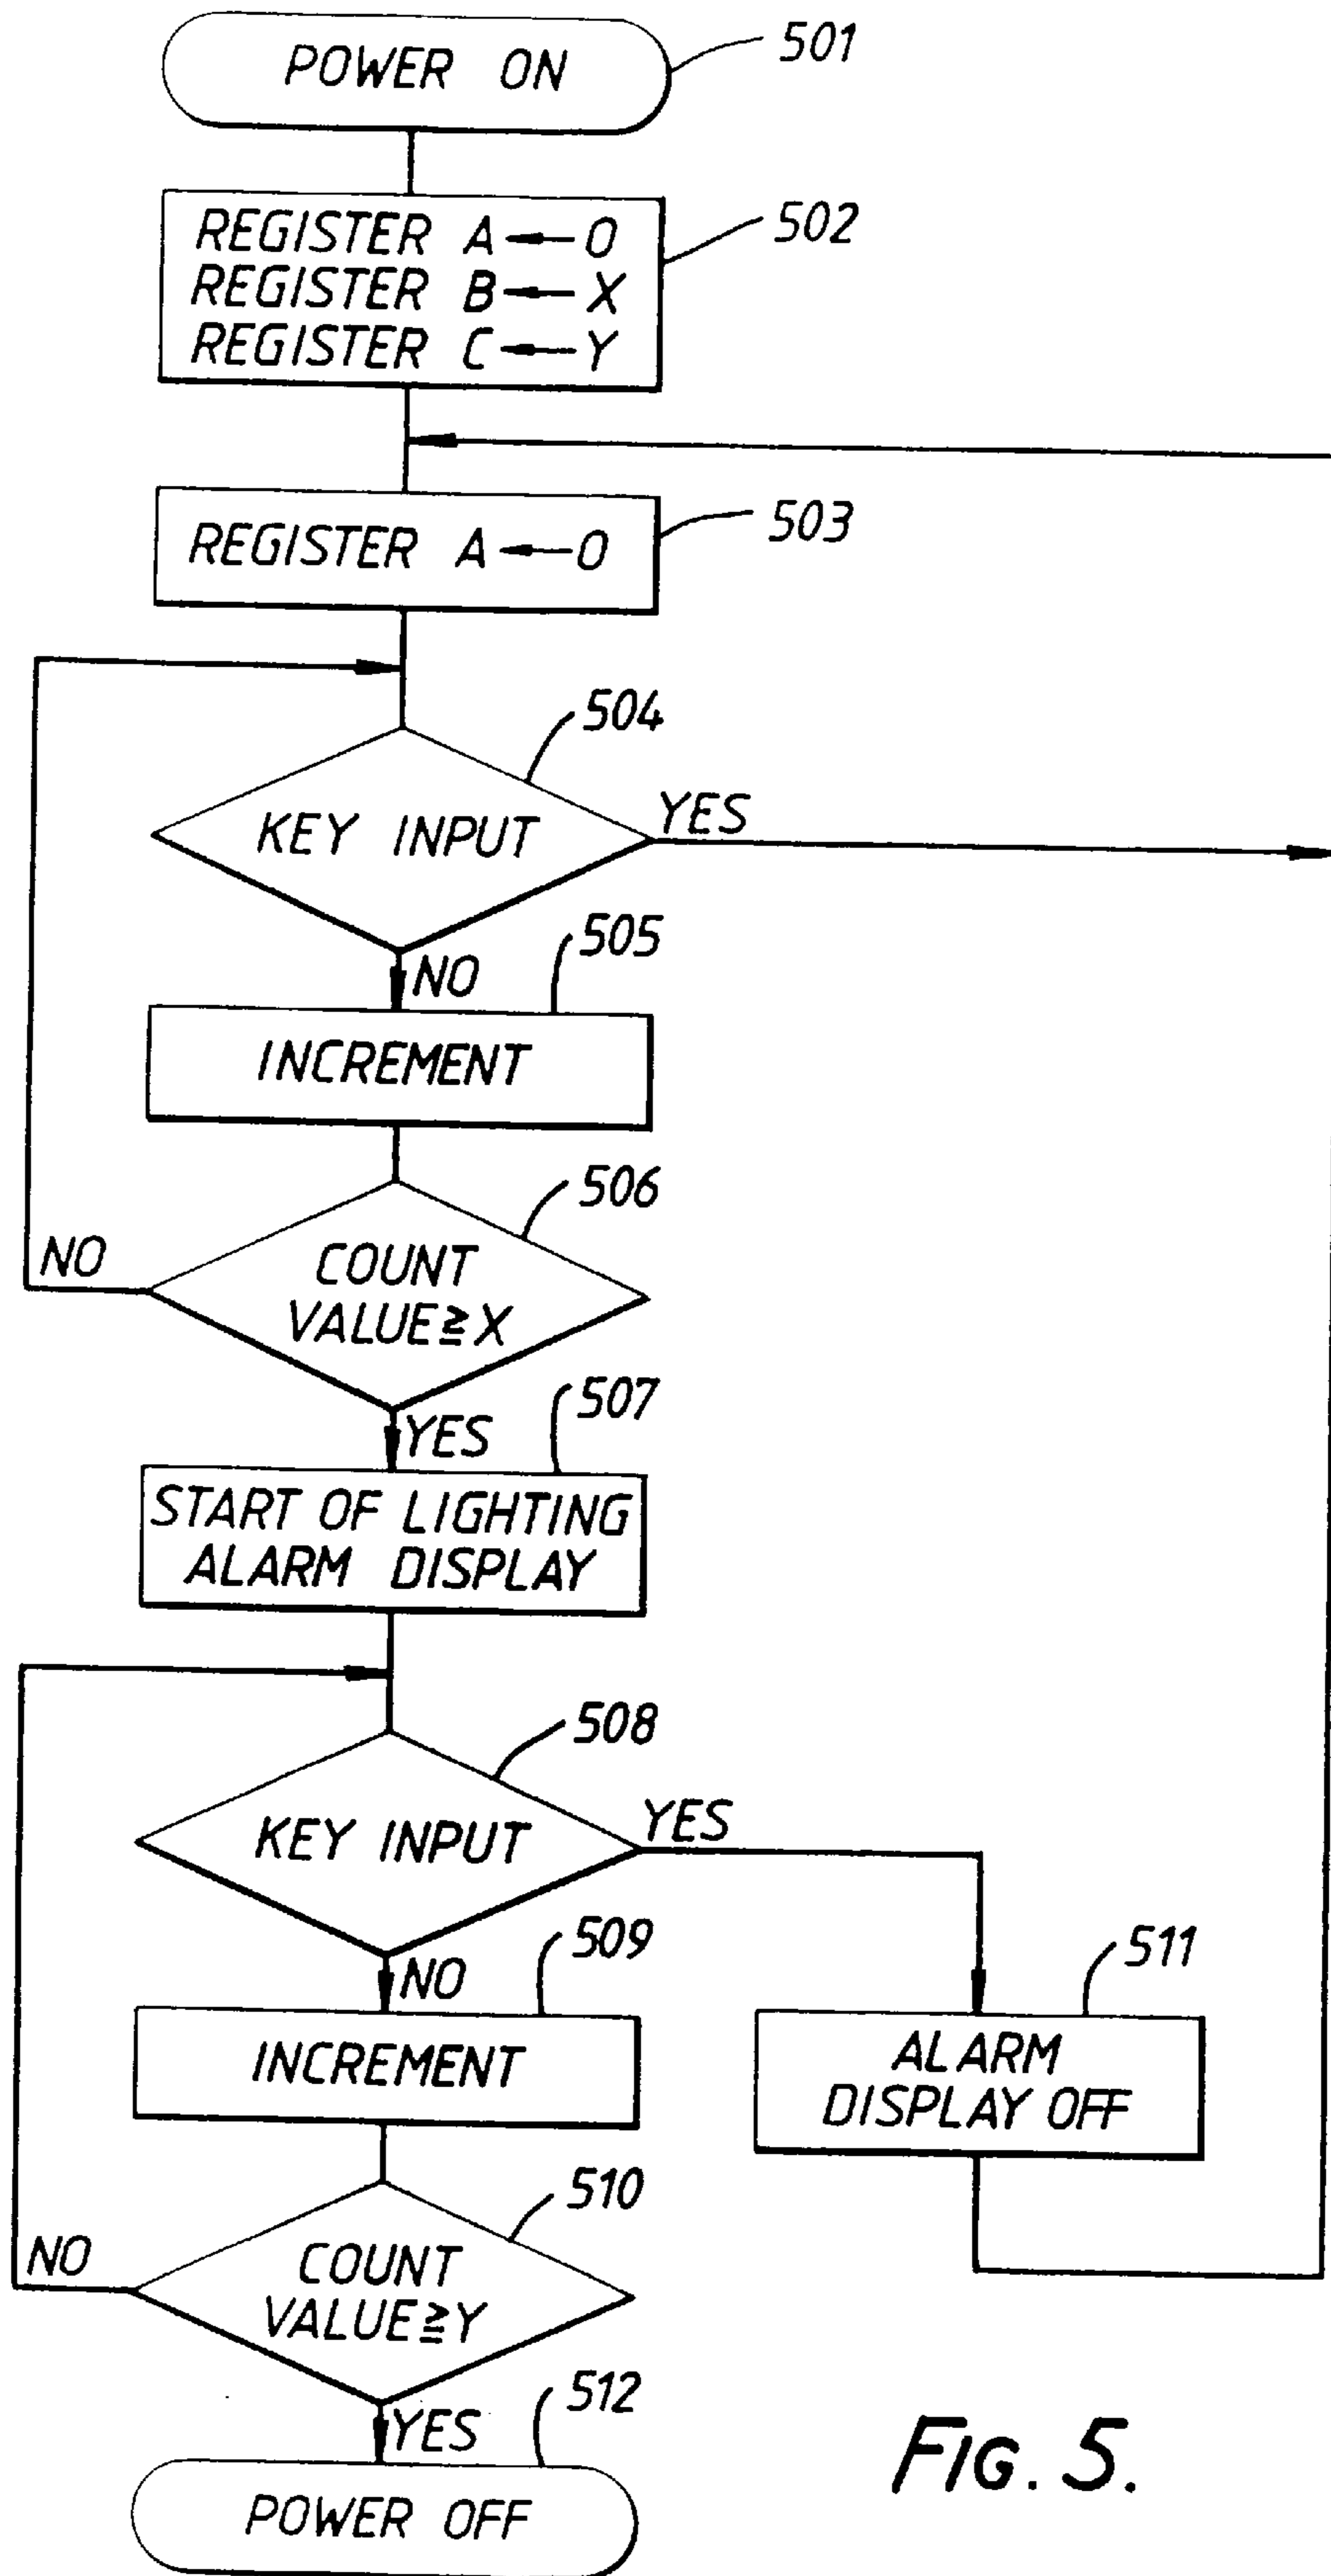 POWER ON
501
REGISTER A ← 0
REGISTER B ← X
REGISTER C ← Y
502
REGISTER A ← 0
503
504
KEY INPUT
YES
NO
505
INCREMENT
506
COUNT
VALUE ≧ X
NO
YES
507
START OF LIGHTING
ALARM DISPLAY
508
KEY INPUT
YES
NO
509
INCREMENT
511
ALARM
DISPLAY OFF
510
COUNT
VALUE ≧ Y
NO
YES
512
POWER OFF
FIG. 5.